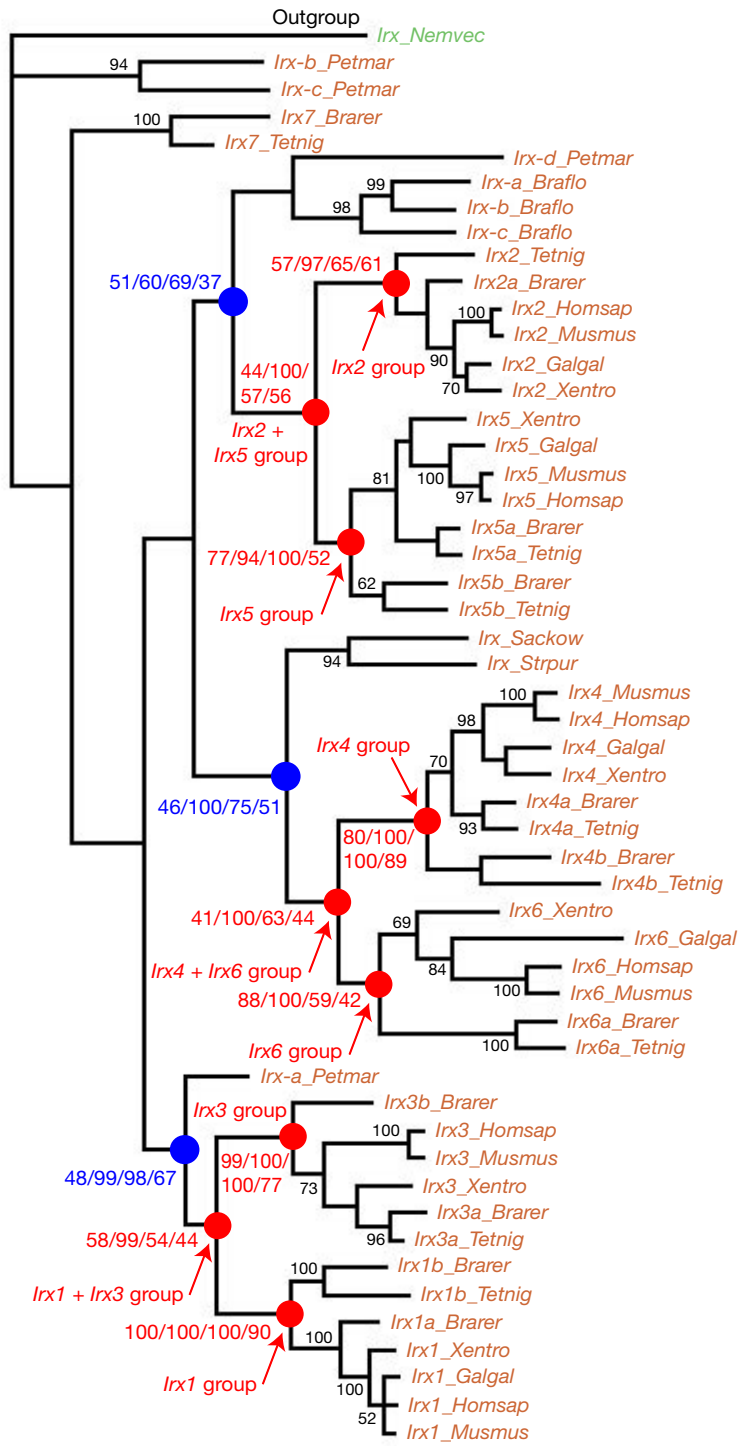 Outgroup
Irx_Nemvec
94
Irx-b_Petmar
Irx-c_Petmar
100
Irx7_Brarer
Irx7_Tetnig
Irx-d_Petmar
99
Irx-a_Braflo
98
Irx-b_Braflo
Irx-c_Braflo
57/97/65/61
Irx2_Tetnig
51/60/69/37
Irx2a_Brarer
100
Irx2_Homsap
Irx2_Musmus
90
Irx2_Galgal
Irx2 group
44/100/
57/56
70
Irx2_Xentro
Irx2 +
Irx5 group
Irx5_Xentro
Irx5_Galgal
81
100
Irx5_Musmus
97
Irx5_Homsap
Irx5a_Brarer
77/94/100/52
Irx5a_Tetnig
62
Irx5b_Brarer
Irx5 group
Irx5b_Tetnig
Irx_Sackow
94
Irx_Strpur
100
Irx4_Musmus
98
Irx4_Homsap
Irx4 group
Irx4_Galgal
70
Irx4_Xentro
46/100/75/51
Irx4a_Brarer
93
Irx4a_Tetnig
80/100/
100/89
Irx4b_Brarer
Irx4b_Tetnig
41/100/63/44
69
Irx6_Xentro
Irx6_Galgal
84
Irx4 + Irx6 group
Irx6_Homsap
100
Irx6_Musmus
88/100/59/42
Irx6a_Brarer
100
Irx6a_Tetnig
Irx6 group
Irx-a_Petmar
Irx3 group
Irx3b_Brarer
100
Irx3_Homsap
Irx3_Musmus
99/100/
100/77
48/99/98/67
73
Irx3_Xentro
Irx3a_Brarer
96
Irx3a_Tetnig
58/99/54/44
100
Irx1b_Brarer
Irx1 + Irx3 group
Irx1b_Tetnig
100/100/100/90
100
Irx1a_Brarer
Irx1_Xentro
Irx1 group
100
Irx1_Galgal
52
Irx1_Homsap
Irx1_Musmus